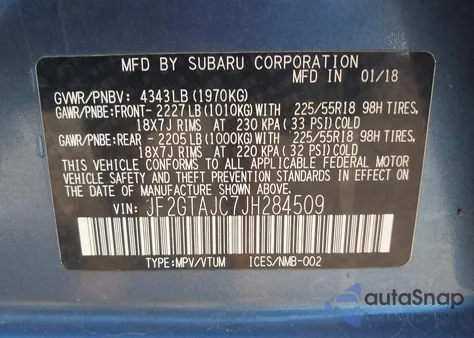 MFD BY SUBARU CORPORATION
IN 01/18
GVWR/PNBV: 4343LB (1970KG)
GAWR/PNBE:FRONT- 2227LB(1010KG)WITH 225/55R18 98H TIRES,
18X7J RIMS AT 230 KPA( 33 PSI)COLD
GAWR/PNBE:REAR - 2205LB(1000KG)WITH 225/55R18 98H TIRES,
18X7J RIMS AT 220 KPA( 32 PSI)COLD
THIS VEHICLE CONFORMS TO ALL APPLICABLE FEDERAL MOTOR
VEHICLE SAFETY AND THEFT PREVENTION STANDARDS IN EFFECT
ON THE DATE OF MANUFACTURE SHOWN ABOVE.
VIN: JF2GTAJC7JH284509
TYPE:MPV/VTUM ICES/NMB-002
autoSnap